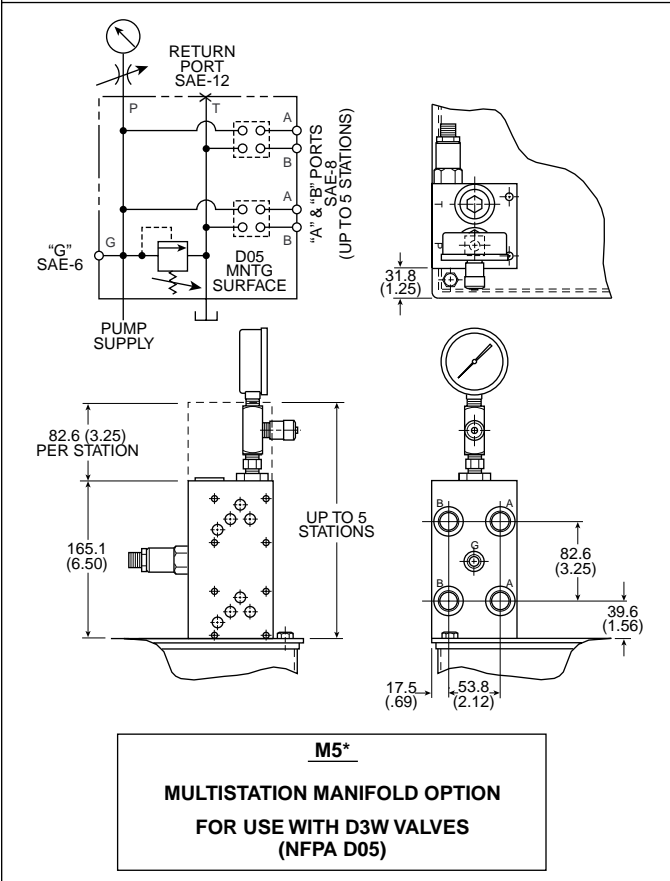 RETURN
PORT
SAE-12
P
T
A
B
A
B
"A" & "B" PORTS
SAE-8
(UP TO 5 STATIONS)
"G"
SAE-6
G
D05
MNTG
SURFACE
PUMP
SUPPLY
T
P
31.8
(1.25)
82.6 (3.25)
PER STATION
165.1
(6.50)
UP TO 5
STATIONS
B
A
G
B
A
82.6
(3.25)
39.6
(1.56)
17.5
(.69)
53.8
(2.12)
M5*
MULTISTATION MANIFOLD OPTION
FOR USE WITH D3W VALVES
(NFPA D05)